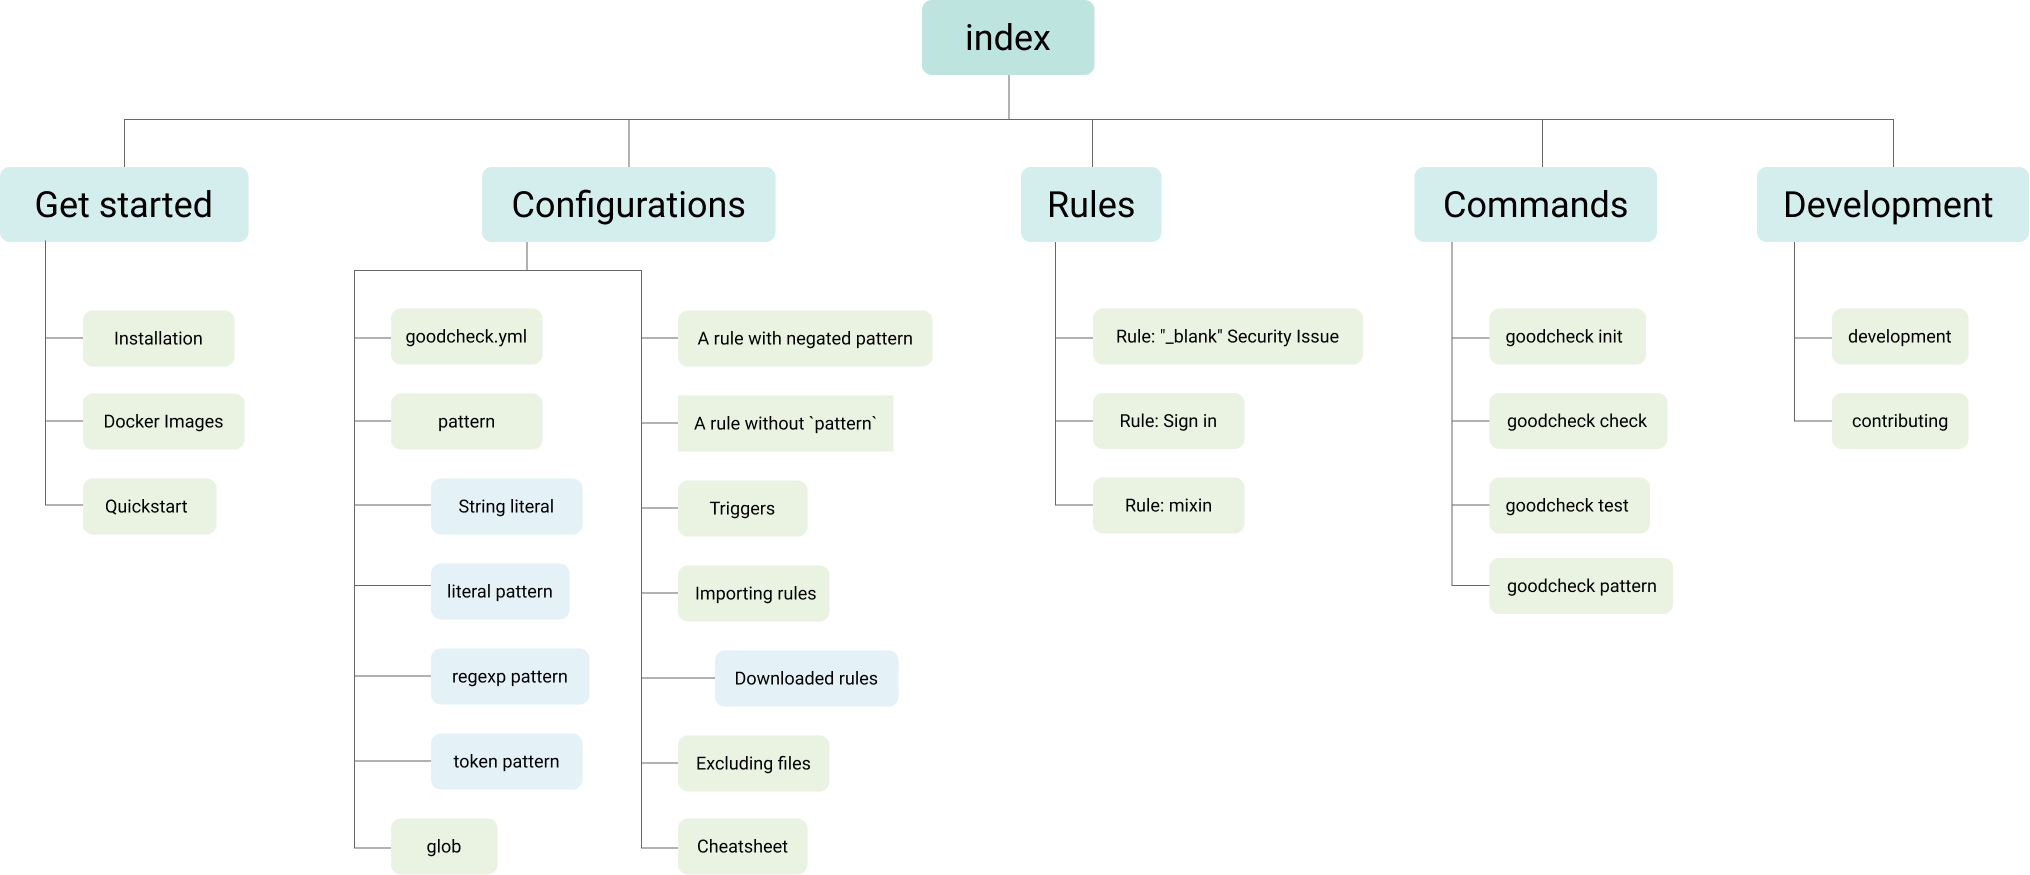 index
Get started
Configurations
Rules
Commands
Development
Installation
Docker Images
Quickstart
goodcheck.yml
pattern
String literal
literal pattern
regexp pattern
token pattern
glob
A rule with negated pattern
A rule without `pattern`
Triggers
Importing rules
Downloaded rules
Excluding files
Cheatsheet
Rule: "_blank" Security Issue
Rule: Sign in
Rule: mixin
goodcheck init
goodcheck check
goodcheck test
goodcheck pattern
development
contributing